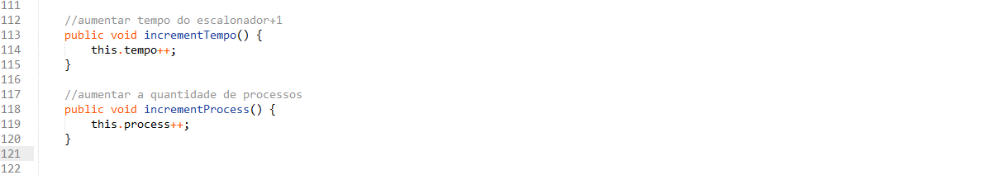 111
112 //aumentar tempo do escalonador+1
113 public void incrementTempo() {
114 this.tempo++;
115 }
116
117 //aumentar a quantidade de processos
118 public void incrementProcess() {
119 this.process++;
120 }
121
122